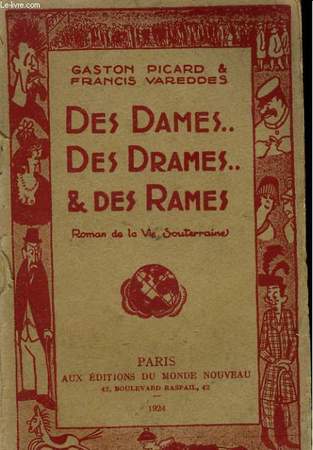 www.le-livre.com
GASTON PICARD &
FRANCIS VAREDDES
DES DAMES..
DES DRAMES..
& DES RAMES
Roman de la Vie Souterraine
PARIS
AUX ÉDITIONS DU MONDE NOUVEAU
42, BOULEVARD RASPAIL, 42
1924